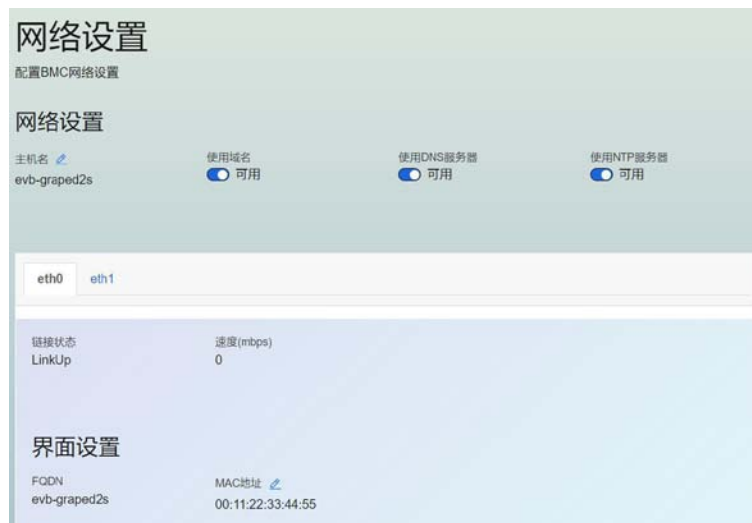 网络设置
配置BMC网络设置
网络设置
主机名 使用域名 使用DNS服务器 使用NTP服务器
evb-graped2s 可用 可用 可用
eth0 eth1
链接状态 速度(mbps)
LinkUp 0
界面设置
FQDN MAC地址
evb-graped2s 00:11:22:33:44:55